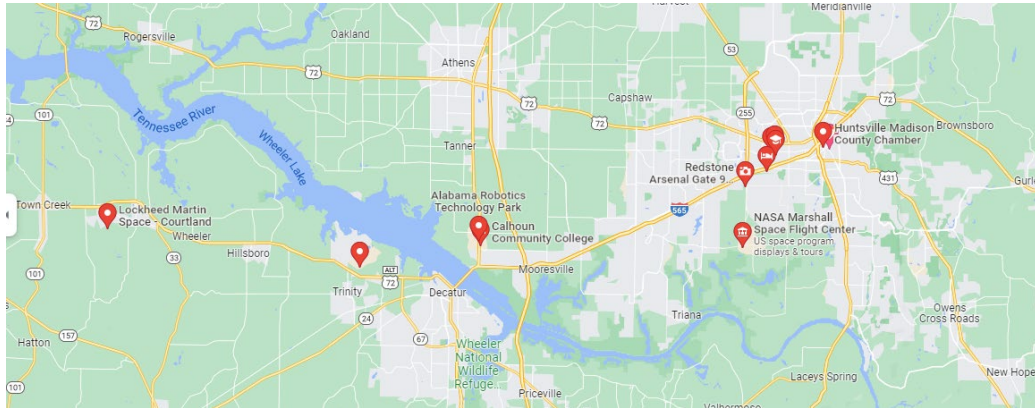 Harvest
Meridianville
72
Rogersville
Oakland
Athens
53
72
Capshaw
255
72
101
Tennessee River
72
Huntsville Madison
County Chamber
Brownsboro
Wheeler Lake
Tanner
Redstone
Arsenal Gate 9
431
Town Creek
Lockheed Martin
Space - Courtland
Wheeler
Alabama Robotics
Technology Park
Calhoun
Community College
565
NASA Marshall
Space Flight Center
US space program
displays & tours
Hillsboro
33
ALT
72
Mooresville
101
Trinity
Decatur
24
Triana
Owens
Cross Roads
157
67
Hatton
Wheeler
National
Wildlife
Refuge
101
Priceville
Laceys Spring
New Hope
Valhermoso